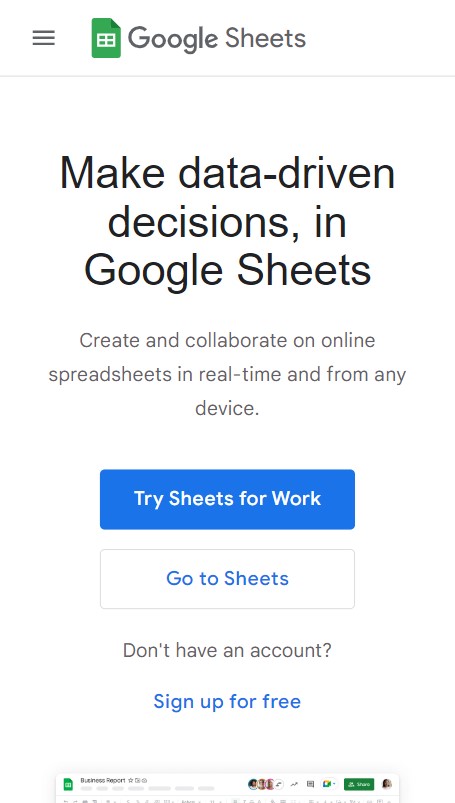 Google Sheets
Make data-driven
decisions, in
Google Sheets
Create and collaborate on online
spreadsheets in real-time and from any
device.
Try Sheets for Work
Go to Sheets
Don't have an account?
Sign up for free
Business Report
Share